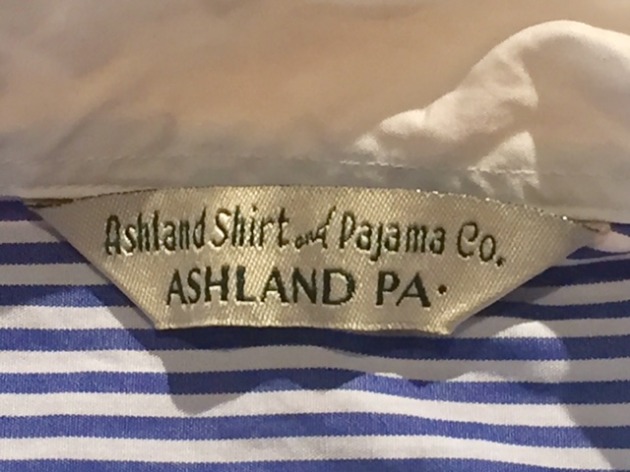 Ashland Shirt and Pajama Co.
ASHLAND PA.